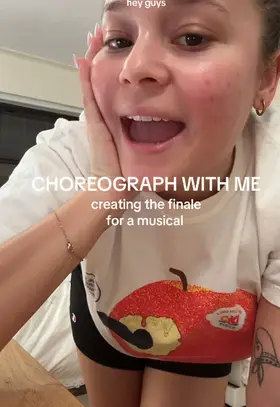 hey guys
CHOREOGRAPH WITH ME
creating the finale
for a musical